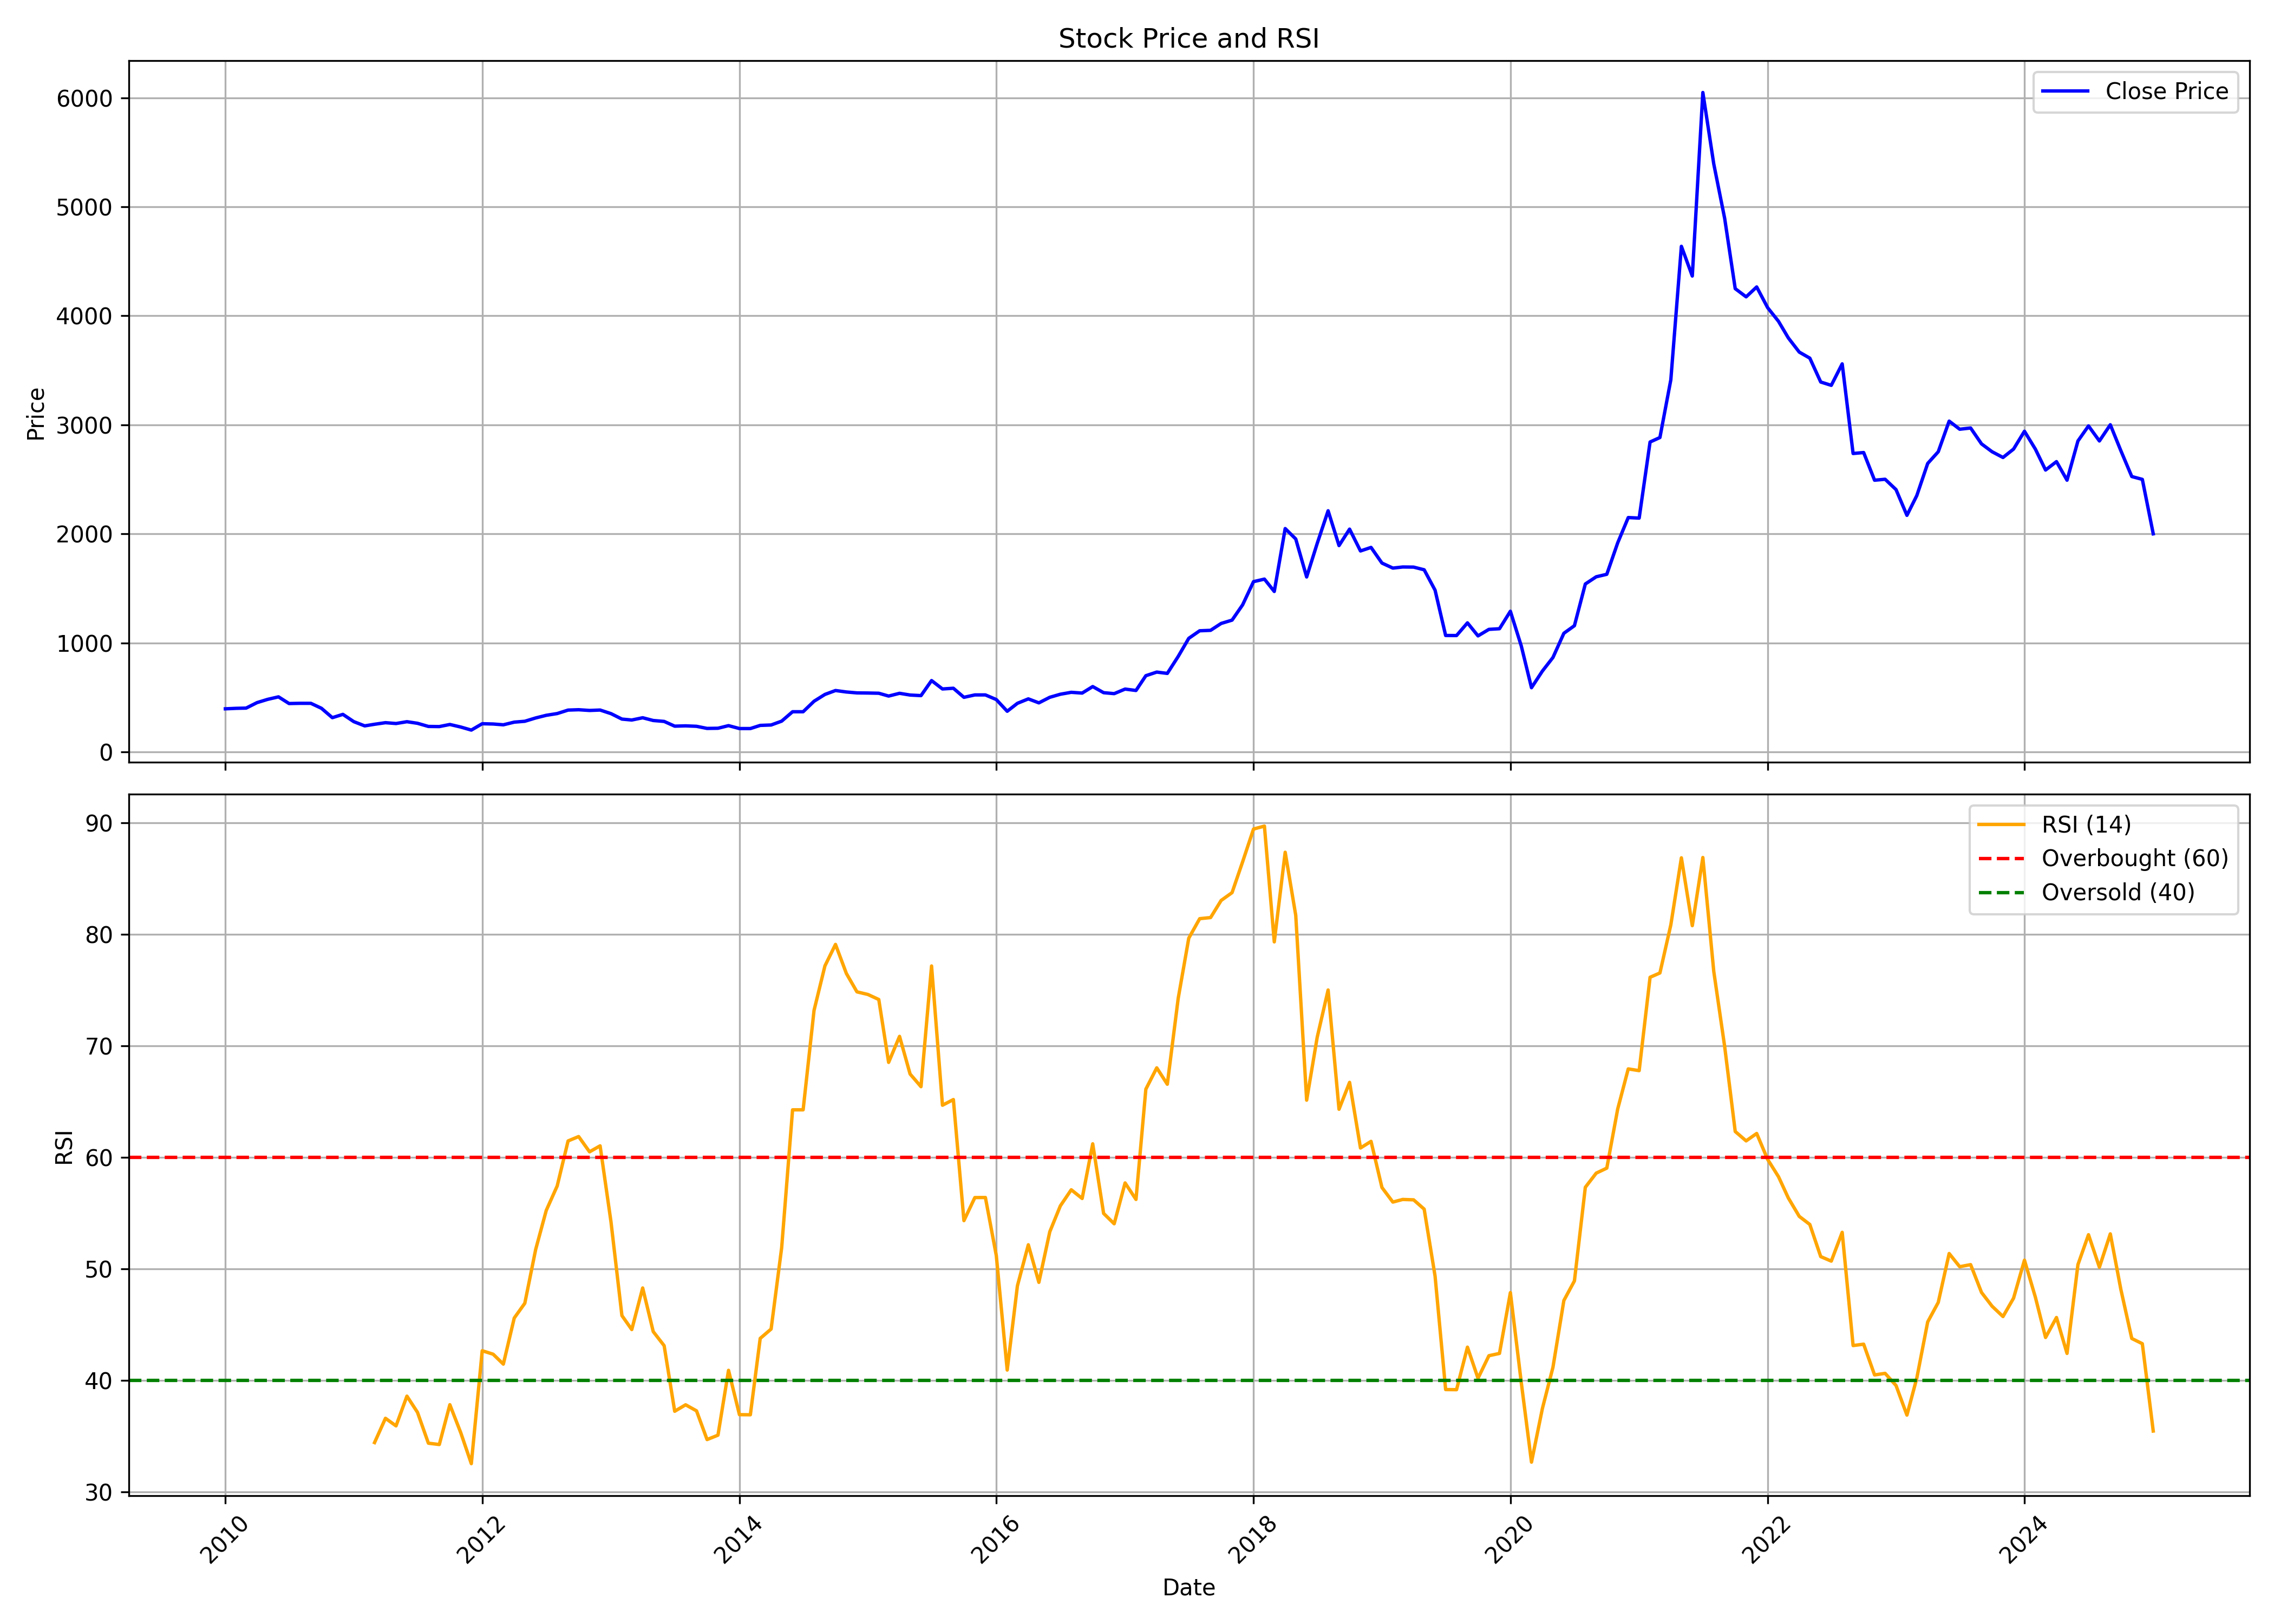 Stock Price and RSI
Close Price
6000
5000
4000
3000
2000
1000
0
Price
RSI (14)
Overbought (60)
Oversold (40)
90
80
70
60
50
40
30
RSI
2010 2012 2014 2016 2018 2020 2022 2024
Date